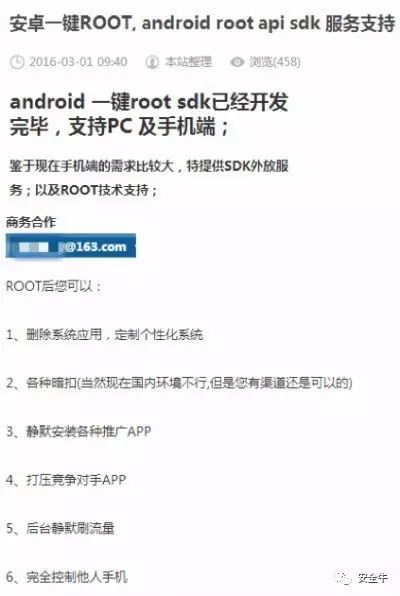 安卓一键ROOT, android root api sdk 服务支持
2016-03-01 09:40 本站整理 浏览(458)
android 一键root sdk已经开发
完毕，支持PC 及手机端；
鉴于现在手机端的需求比较大，特提供SDK外放服
务；以及ROOT技术支持；
商务合作
@163.com
ROOT后您可以：
1、删除系统应用，定制个性化系统
2、各种暗扣(当然现在国内环境不行,但是您有渠道还是可以的)
3、静默安装各种推广APP
4、打压竞争对手APP
5、后台静默刷流量
6、完全控制他人手机
安全牛